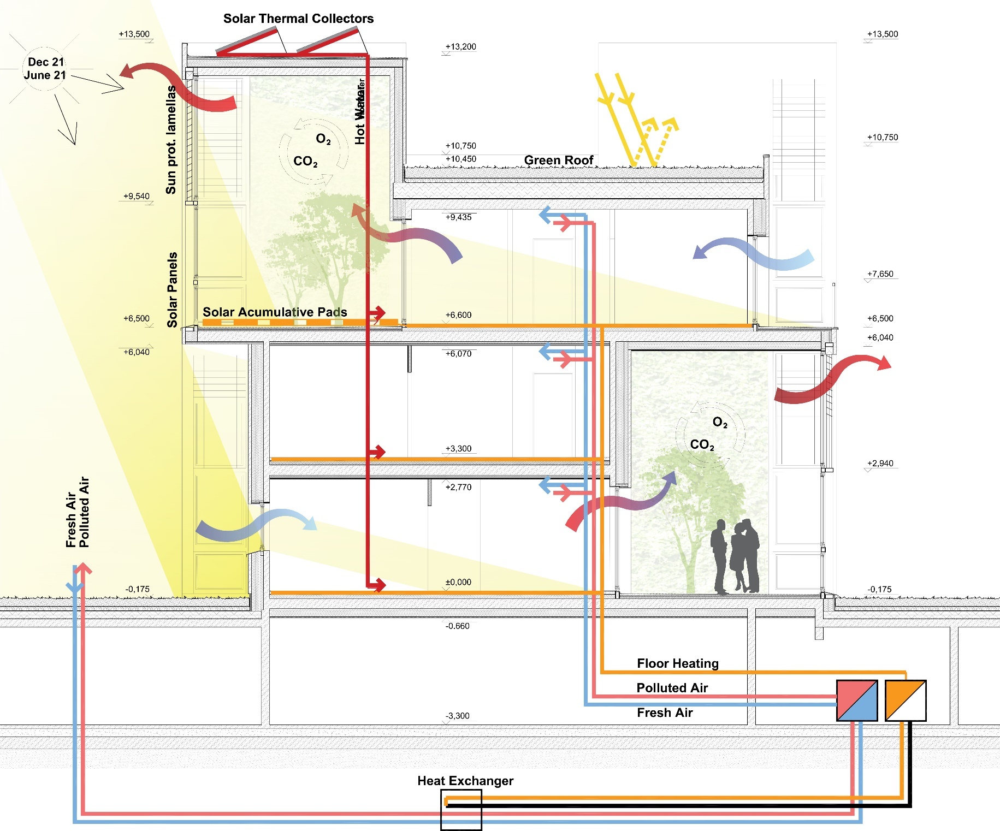 Solar Thermal Collectors
+13,500
+13,200
+13,500
Dec 21
June 21
Sun prot. lamellas
Hot Water
O₂
CO₂
+10,750
+10,450
Green Roof
+10,750
+9,540
+9,435
Solar Panels
+7,650
Solar Acumulative Pads
+6,500
+6,600
+6,500
+6,040
+6,040
+6,070
O₂
CO₂
+3,300
+2,940
+2,770
Fresh Air
Polluted Air
-0,175
±0,000
-0,175
-0.660
Floor Heating
Polluted Air
Fresh Air
-3,300
Heat Exchanger